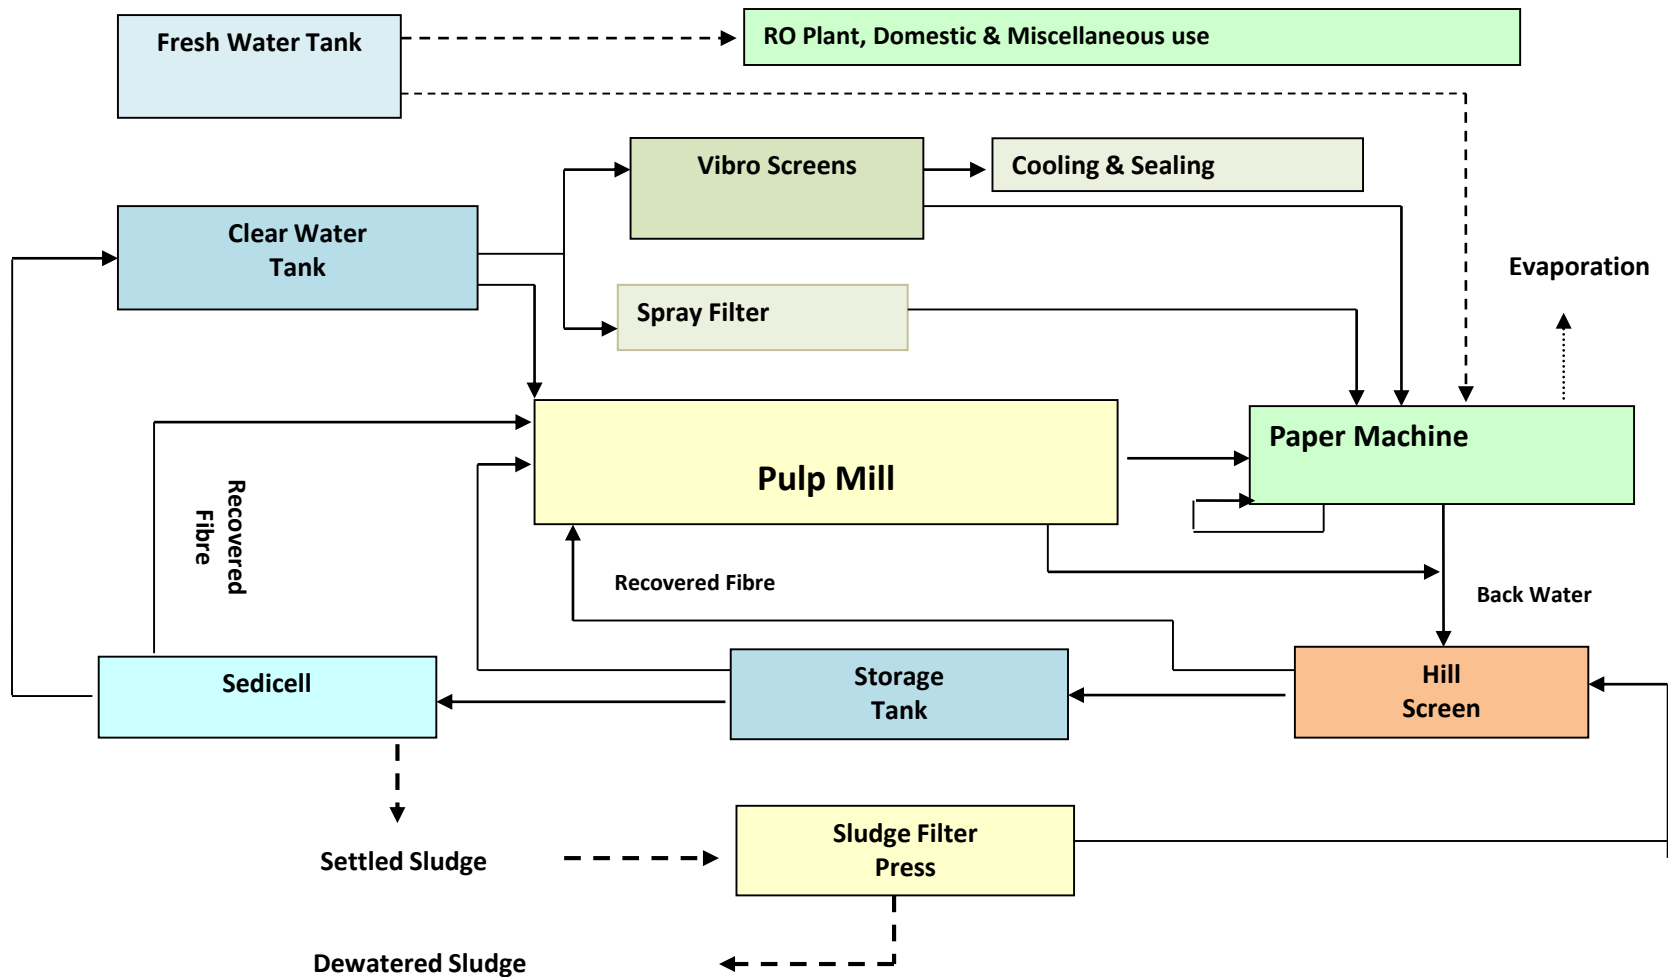 Fresh Water Tank
RO Plant, Domestic & Miscellaneous use
Vibro Screens
Cooling & Sealing
Clear Water
Tank
Evaporation
Spray Filter
Paper Machine
Pulp Mill
Recovered
Fibre
Recovered Fibre
Back Water
Sedicell
Storage
Tank
Hill
Screen
Sludge Filter
Press
Settled Sludge
Dewatered Sludge